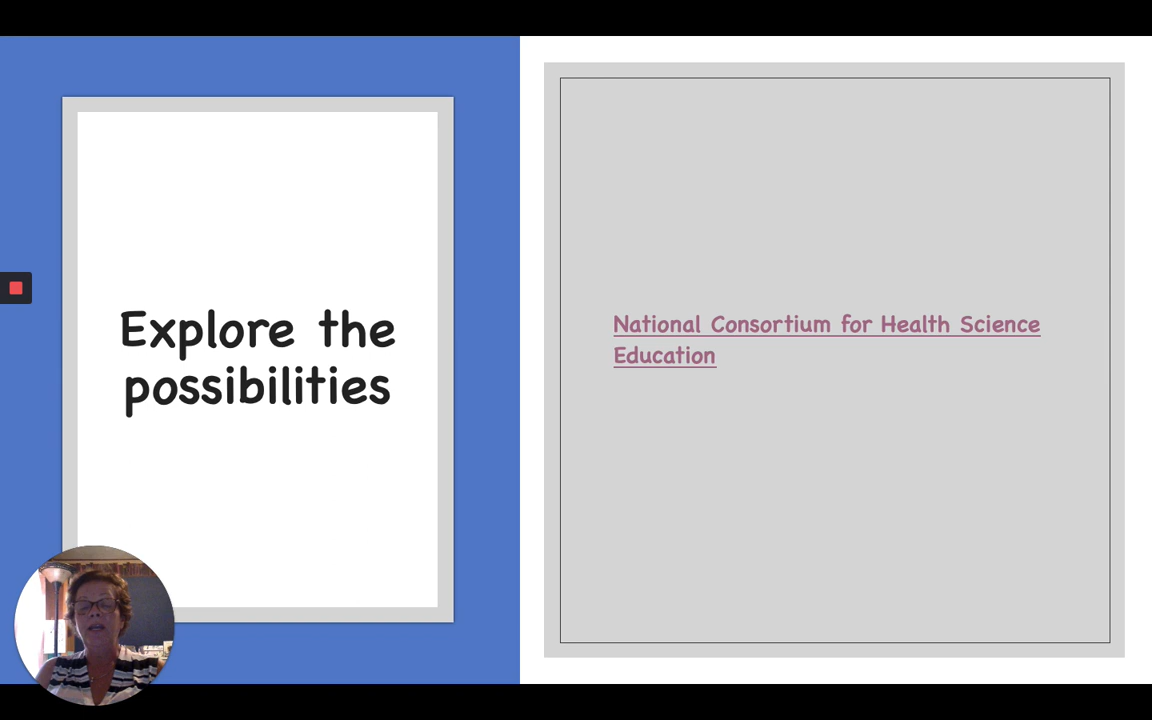 Explore the
possibilities
National Consortium for Health Science
Education